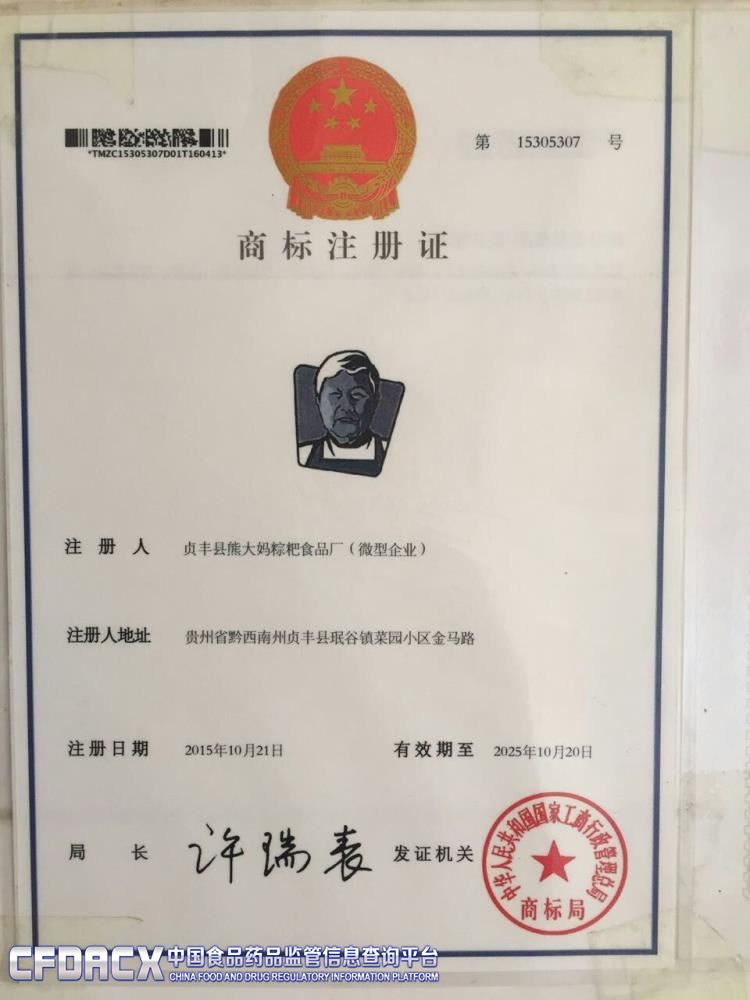 第 15305307 号
*TMZC15305307D01T160413*
商标注册证
注册人 贞丰县熊大妈粽粑食品厂(微型企业)
注册人地址 贵州省黔西南州贞丰县珉谷镇菜园小区金马路
注册日期 2015年10月21日 有效期至 2025年10月20日
局长 许瑞表 发证机关
中华人民共和国国家工商行政管理总局
商标局
CFDACX 中国食品药品监管信息查询平台
CHINA FOOD AND DRUG REGULATORY INFORMATION PLATFORM